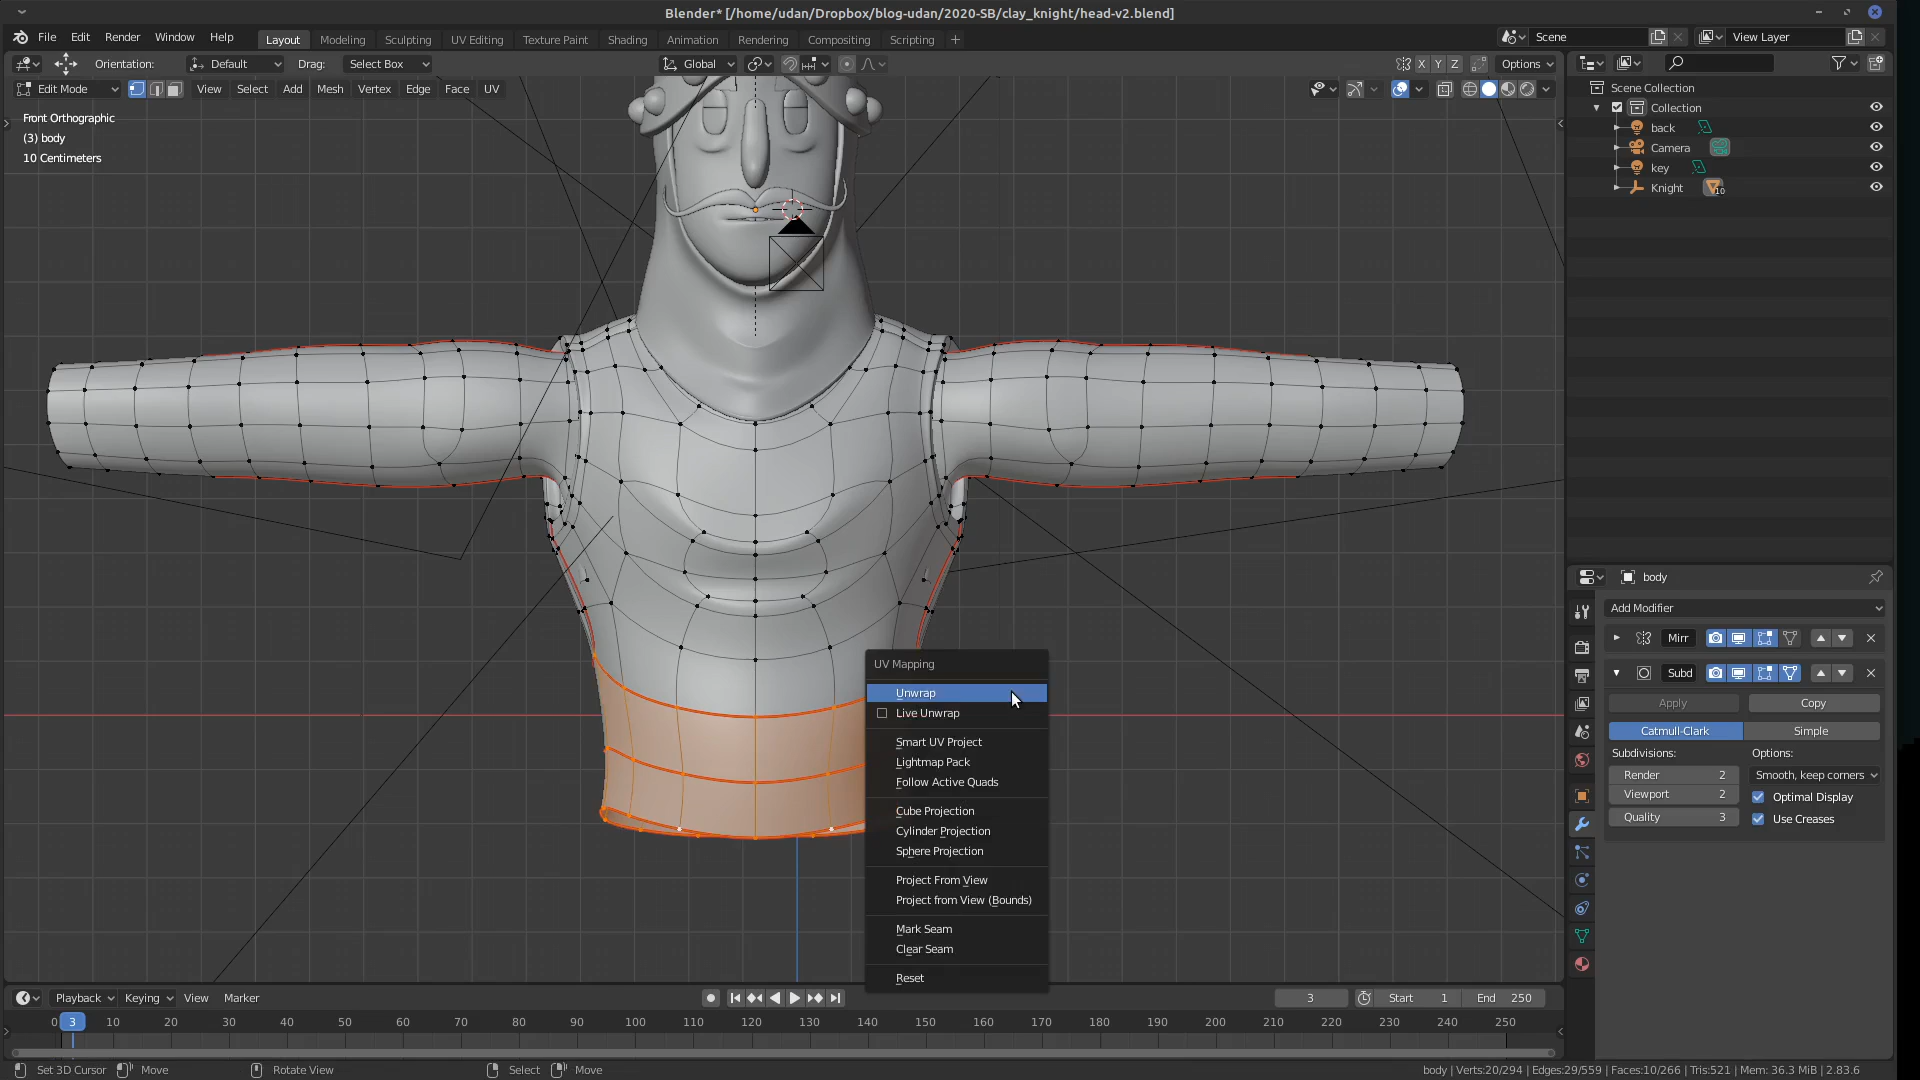 Blender* [/home/udan/Dropbox/blog-udan/2020-SB/clay_knight/head-v2.blend]
File Edit Render Window Help Layout Modeling Sculpting UV Editing Texture Paint Shading Animation Rendering Compositing Scripting + Scene View Layer
Orientation: Default Drag: Select Box Global X Y Z Options
Edit Mode View Select Add Mesh Vertex Edge Face UV
Front Orthographic
(3) body
10 Centimeters
Scene Collection
Collection
back
Camera
key
Knight 10
body
Add Modifier
Mirr
Subd
Apply Copy
Catmull-Clark Simple
Subdivisions: Options:
Render 2 Smooth, keep corners
Viewport 2 Optimal Display
Quality 3 Use Creases
UV Mapping
Unwrap
Live Unwrap
Smart UV Project
Lightmap Pack
Follow Active Quads
Cube Projection
Cylinder Projection
Sphere Projection
Project From View
Project from View (Bounds)
Mark Seam
Clear Seam
Reset
Playback Keying View Marker 3 Start 1 End 250
0 3 10 20 30 40 50 60 70 80 90 100 110 120 130 140 150 160 170 180 190 200 210 220 230 240 250
Set 3D Cursor Move Rotate View Select Move body | Verts:20/294 | Edges:29/559 | Faces:10/266 | Tris:521 | Mem: 36.3 MiB | 2.83.6